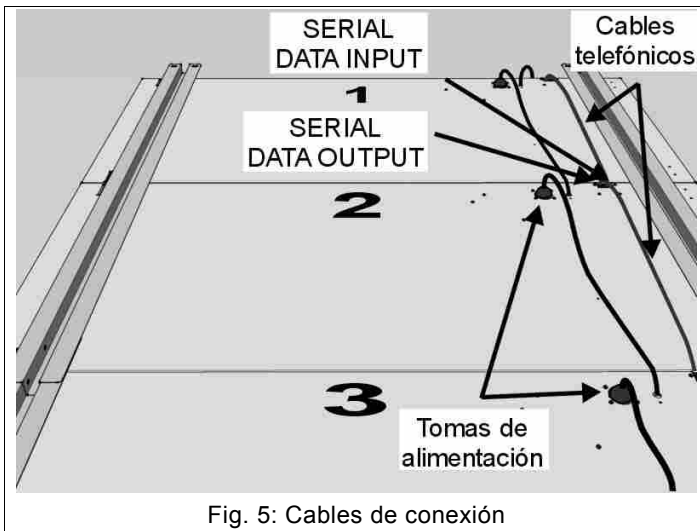 SERIAL
DATA INPUT
Cables
telefónicos
1
SERIAL
DATA OUTPUT
2
3
Tomas de
alimentación
Fig. 5: Cables de conexión